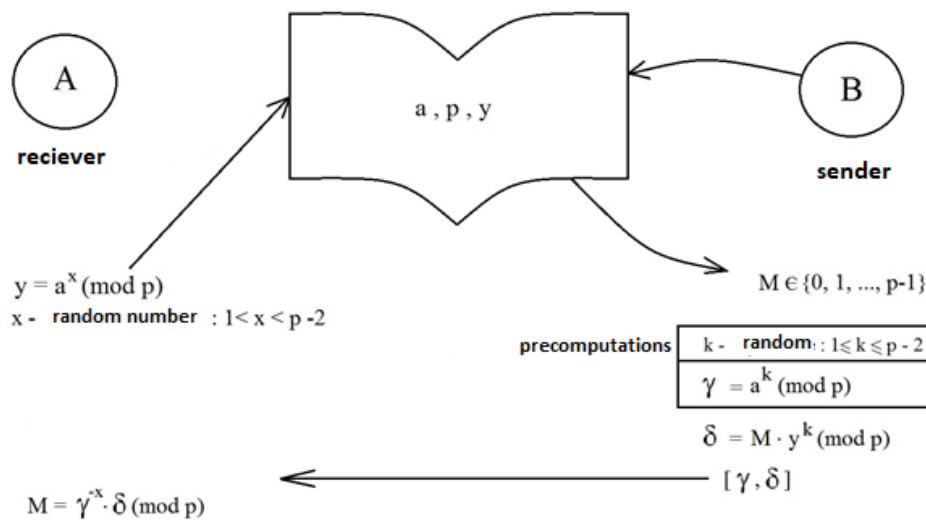 A
B
a , p , y
reciever
sender
y = a^x (mod p)
x - random number : 1< x < p -2
M ∈ {0, 1, ..., p-1}
precomputations
k - random : 1 ⩽ k ⩽ p - 2
γ = a^k (mod p)
δ = M · y^k (mod p)
[ γ , δ ]
M = γ^-x · δ (mod p)